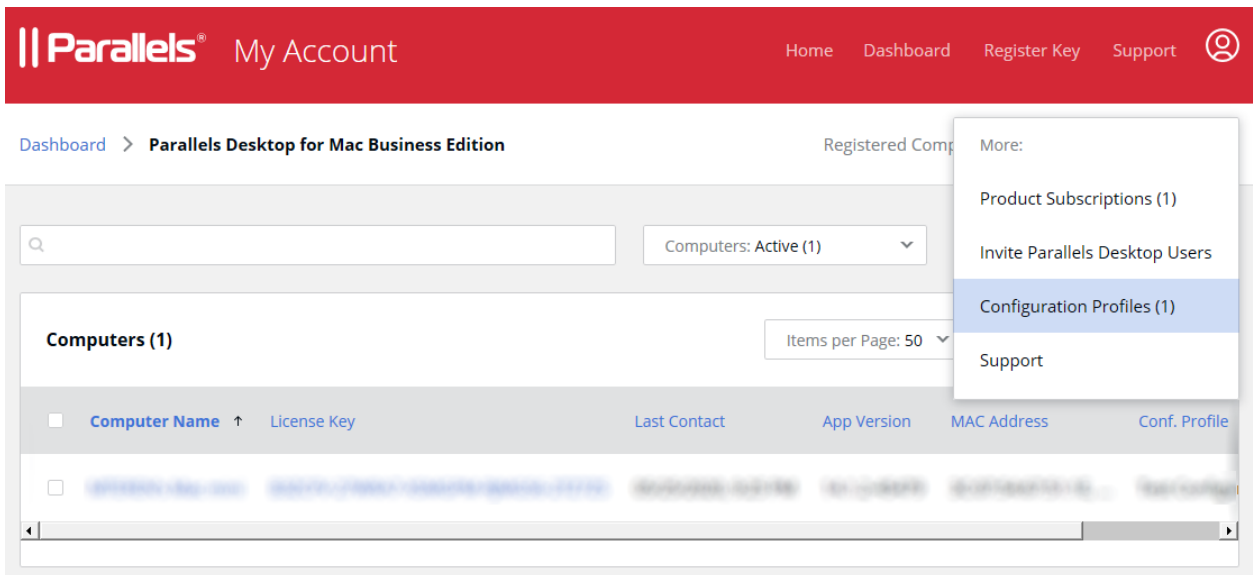 || Parallels® My Account Home Dashboard Register Key Support
Dashboard > Parallels Desktop for Mac Business Edition Registered Comp
More:
Product Subscriptions (1)
Computers: Active (1)
Invite Parallels Desktop Users
Configuration Profiles (1)
Computers (1) Items per Page: 50
Support
Computer Name ↑ License Key Last Contact App Version MAC Address Conf. Profile